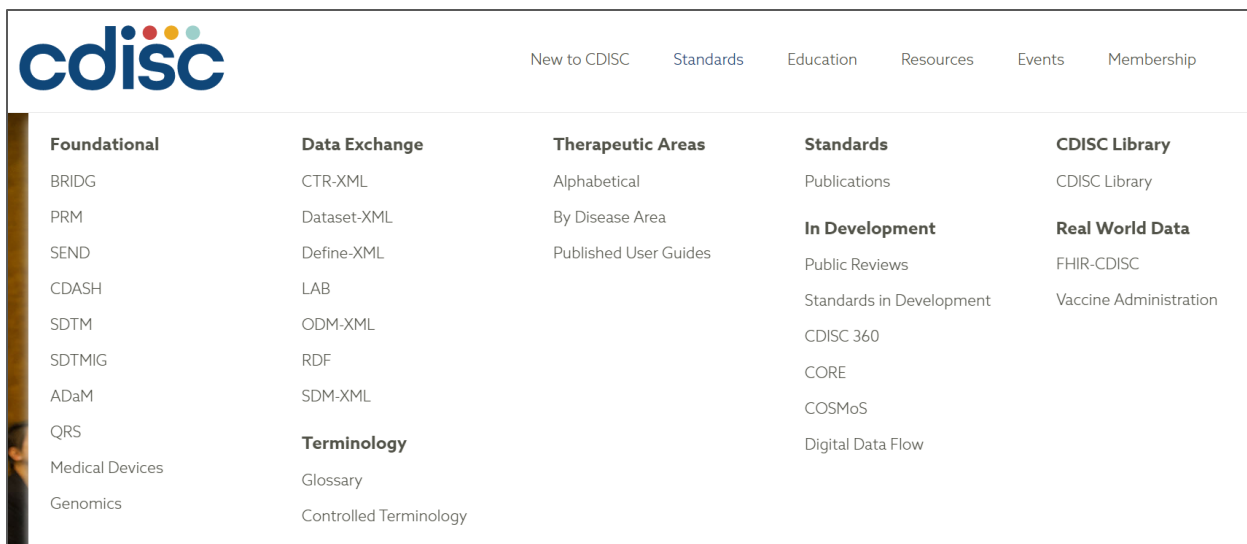 cdisc
New to CDISC Standards Education Resources Events Membership
Foundational
BRIDG
PRM
SEND
CDASH
SDTM
SDTMIG
ADaM
QRS
Medical Devices
Genomics
Data Exchange
CTR-XML
Dataset-XML
Define-XML
LAB
ODM-XML
RDF
SDM-XML
Terminology
Glossary
Controlled Terminology
Therapeutic Areas
Alphabetical
By Disease Area
Published User Guides
Standards
Publications
In Development
Public Reviews
Standards in Development
CDISC 360
CORE
COSMoS
Digital Data Flow
CDISC Library
CDISC Library
Real World Data
FHIR-CDISC
Vaccine Administration